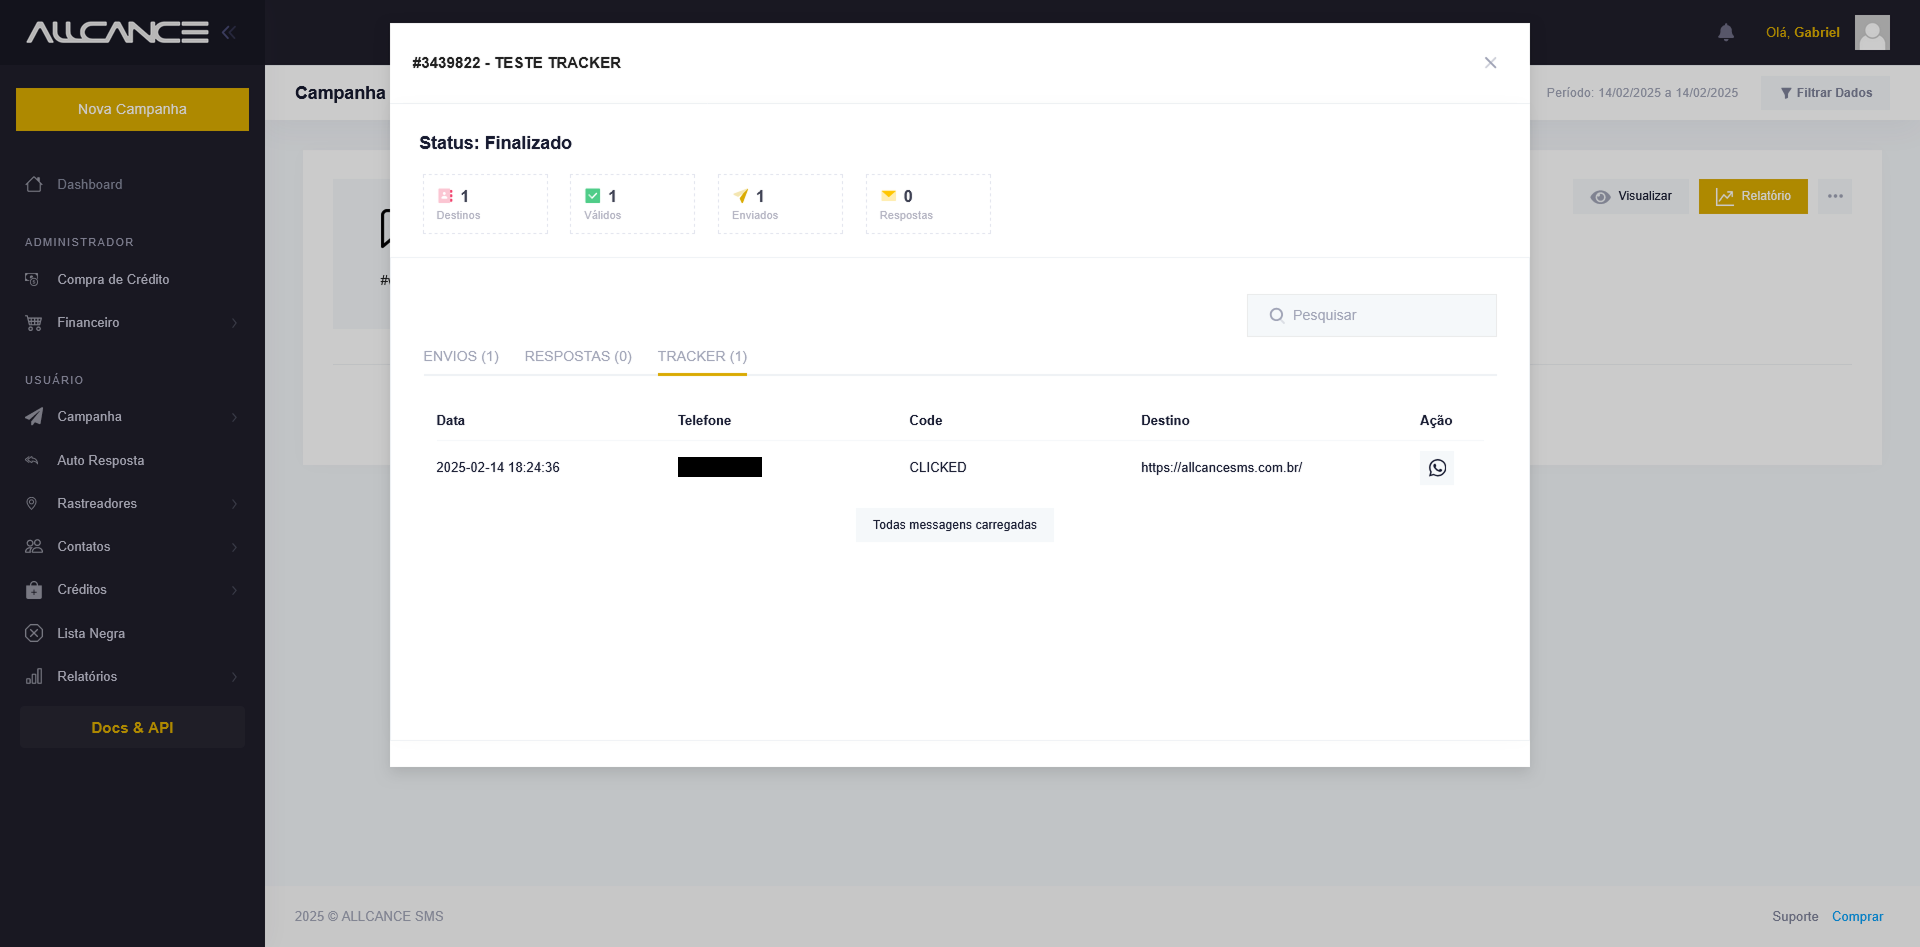 ALLCANCE
Olá, Gabriel
#3439822 - TESTE TRACKER
Nova Campanha
Campanha
Período: 14/02/2025 a 14/02/2025
Filtrar Dados
Status: Finalizado
Dashboard
1
Destinos
1
Válidos
1
Enviados
0
Respostas
Visualizar
Relatório
ADMINISTRADOR
Compra de Crédito
Financeiro
Pesquisar
ENVIOS (1)
RESPOSTAS (0)
TRACKER (1)
USUÁRIO
Campanha
Auto Resposta
Rastreadores
Contatos
Créditos
Lista Negra
Relatórios
Docs & API
Data Telefone Code Destino Ação
2025-02-14 18:24:36 CLICKED https://allcancesms.com.br/
Todas messagens carregadas
2025 © ALLCANCE SMS
Suporte
Comprar